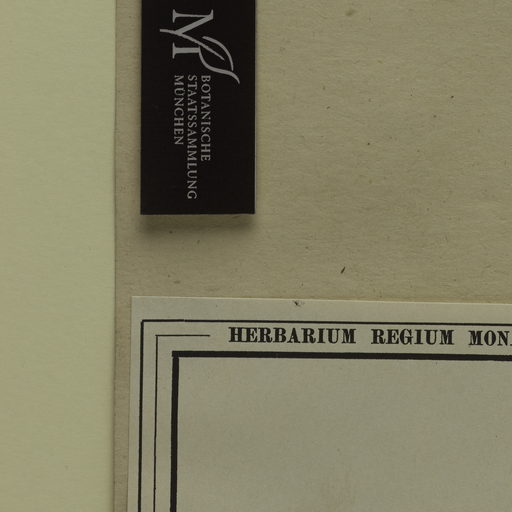 M
BOTANISCHE
STAATSSAMMLUNG
MÜNCHEN
HERBARIUM REGIUM MON